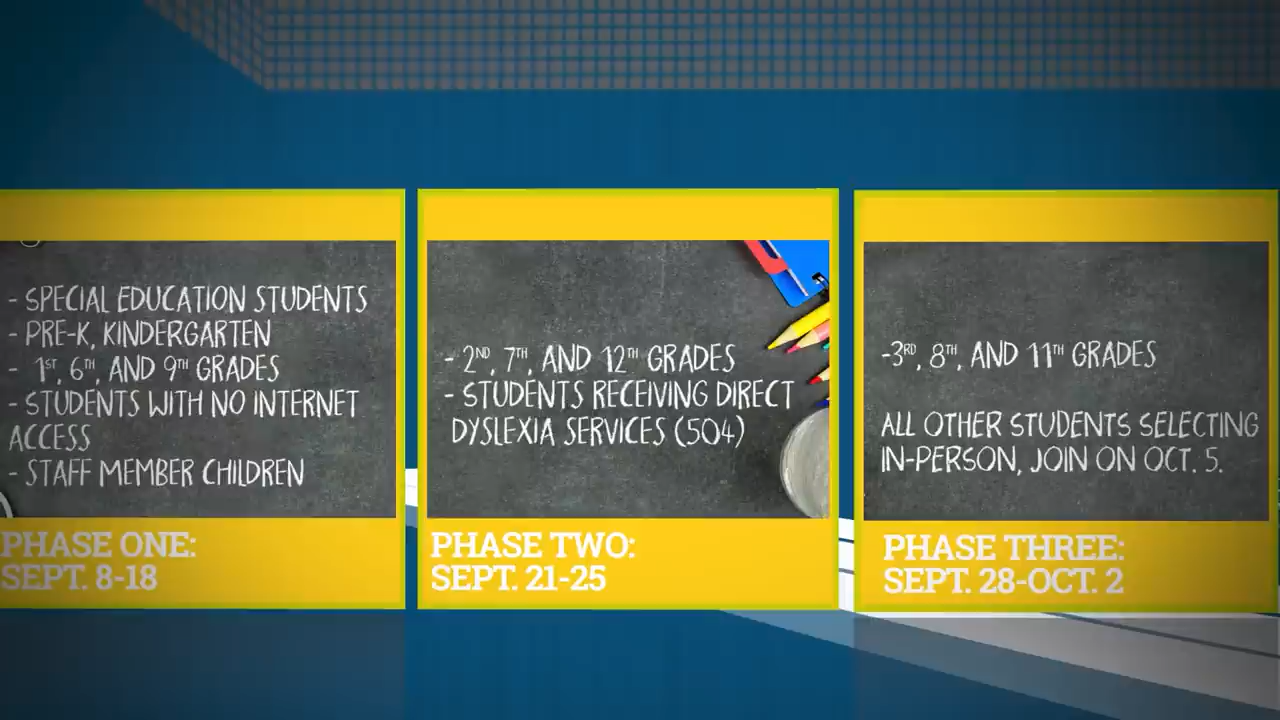 - SPECIAL EDUCATION STUDENTS
- PRE-K, KINDERGARTEN
- 1ST, 6TH, AND 9TH GRADES
- STUDENTS WITH NO INTERNET
ACCESS
- STAFF MEMBER CHILDREN
PHASE ONE:
SEPT. 8-18
- 2ND, 7TH, AND 12TH GRADES
- STUDENTS RECEIVING DIRECT
DYSLEXIA SERVICES (504)
PHASE TWO:
SEPT. 21-25
-3RD, 8TH, AND 11TH GRADES
ALL OTHER STUDENTS SELECTING
IN-PERSON, JOIN ON OCT. 5.
PHASE THREE:
SEPT. 28-OCT. 2